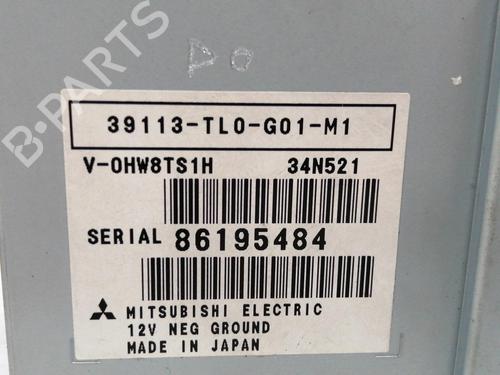 B-PARTS
39113-TL0-G01-M1
V-0HW8TS1H 34N521
SERIAL 86195484
MITSUBISHI ELECTRIC
12V NEG GROUND
MADE IN JAPAN